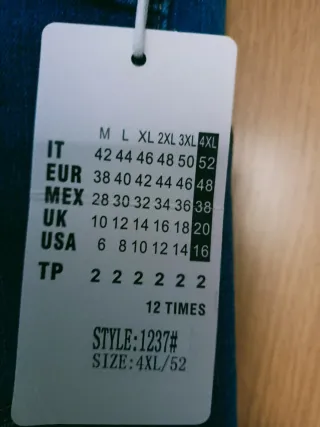 M L XL 2XL 3XL 4XL
IT 42 44 46 48 50 52
EUR 38 40 42 44 46 48
MEX 28 30 32 34 36 38
UK 10 12 14 16 18 20
USA 6 8 10 12 14 16
TP 2 2 2 2 2 2
12 TIMES
STYLE:1237#
SIZE:4XL/52